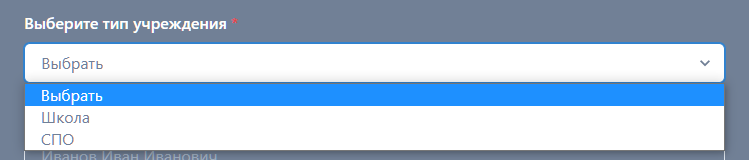 Выберите тип учреждения *
Выбрать
Выбрать
Школа
СПО
Иванов Иван Иванович